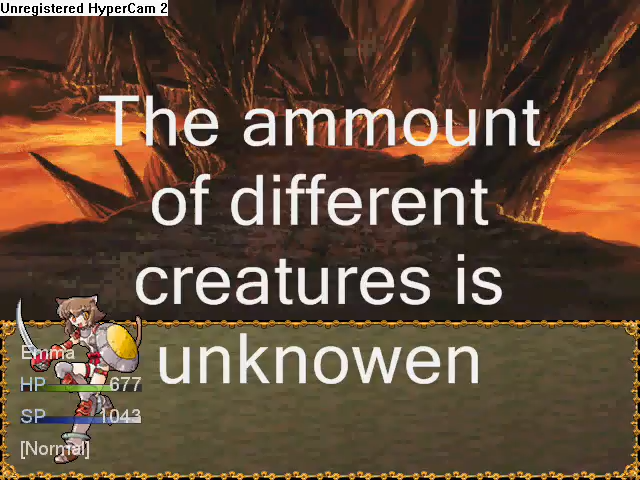 Unregistered HyperCam 2
The ammount
of different
creatures is
unknowen
Emma
HP 677
SP 1043
[Normal]